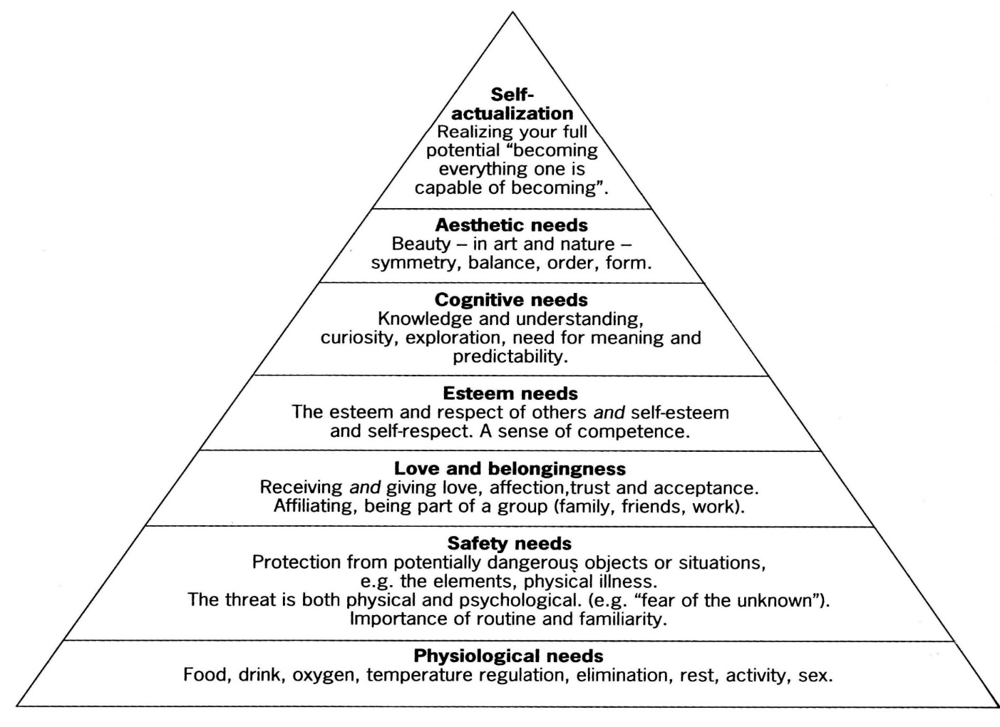 Self-
actualization
Realizing your full
potential “becoming
everything one is
capable of becoming”.
Aesthetic needs
Beauty – in art and nature –
symmetry, balance, order, form.
Cognitive needs
Knowledge and understanding,
curiosity, exploration, need for meaning and
predictability.
Esteem needs
The esteem and respect of others and self-esteem
and self-respect. A sense of competence.
Love and belongingness
Receiving and giving love, affection,trust and acceptance.
Affiliating, being part of a group (family, friends, work).
Safety needs
Protection from potentially dangerous objects or situations,
e.g. the elements, physical illness.
The threat is both physical and psychological. (e.g. “fear of the unknown”).
Importance of routine and familiarity.
Physiological needs
Food, drink, oxygen, temperature regulation, elimination, rest, activity, sex.